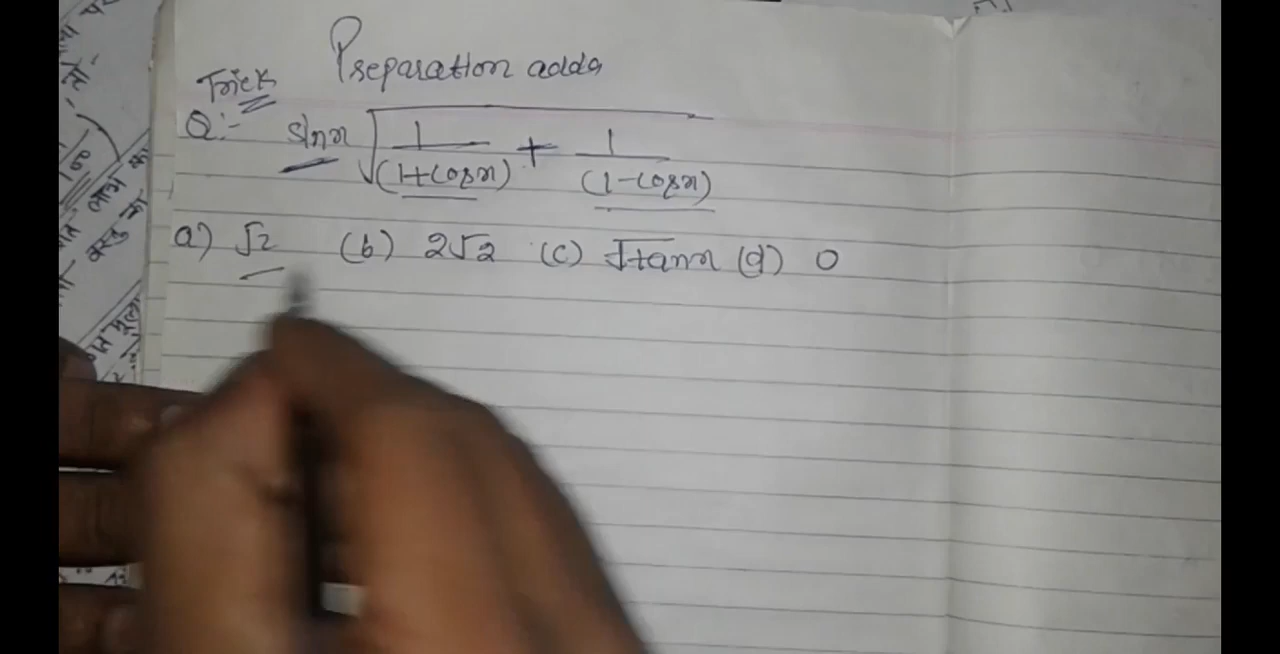 Preparation adda
Trick
Q:- sinx √(1/(1+cosx) + 1/(1-cosx))
a) √2 (b) 2√2 (c) √tanx (d) 0